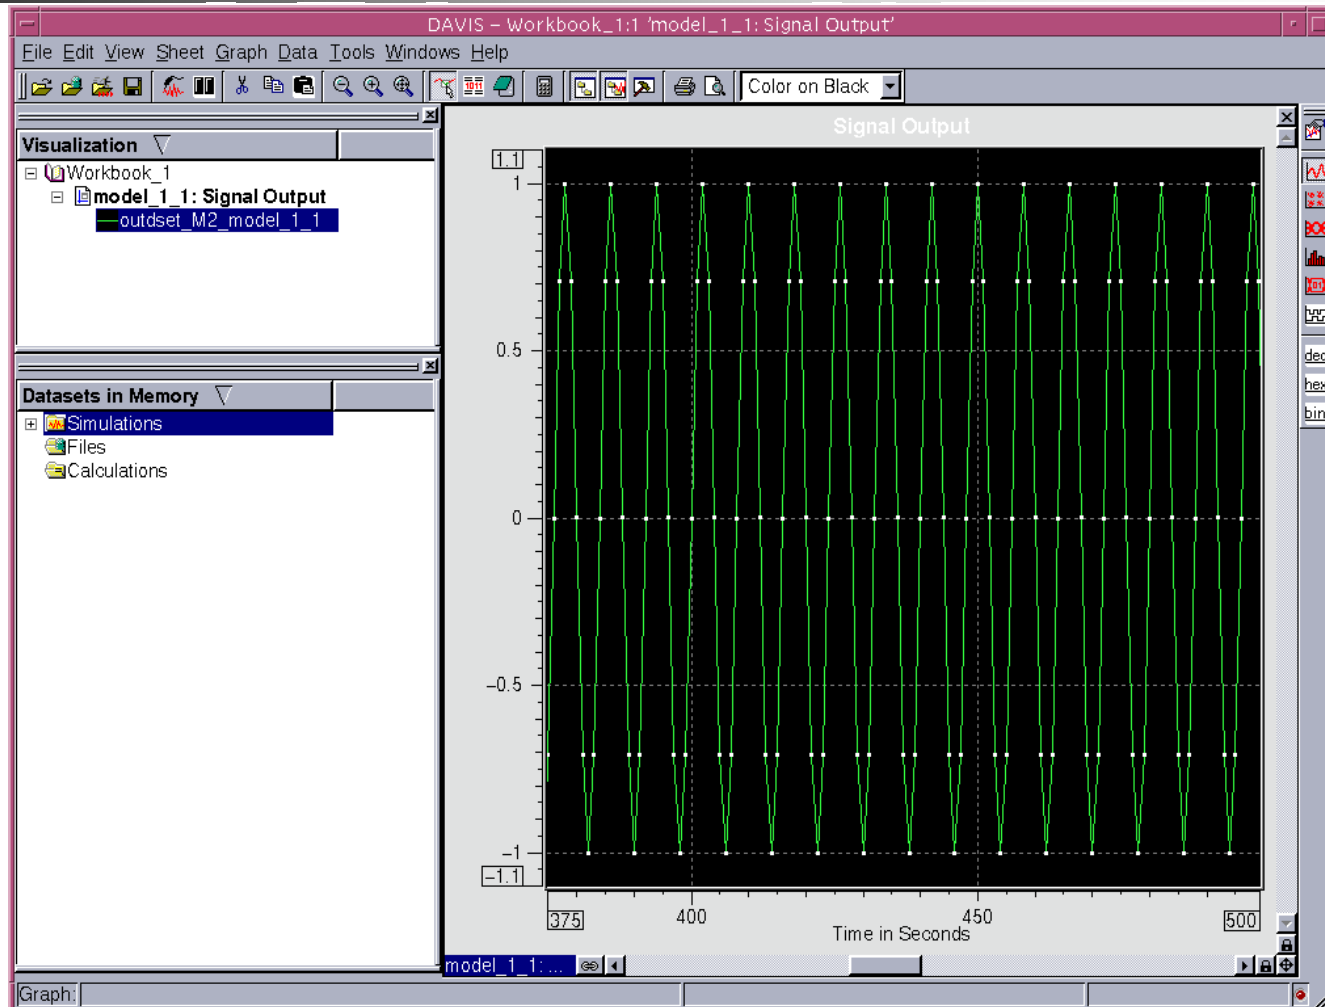 DAVIS – Workbook_1:1 'model_1_1: Signal Output'
File Edit View Sheet Graph Data Tools Windows Help
Color on Black
Visualization
Workbook_1
model_1_1: Signal Output
outdset_M2_model_1_1
Datasets in Memory
Simulations
Files
Calculations
Signal Output
1.1
1
0.5
0
−0.5
−1
−1.1
375
400
450
500
Time in Seconds
model_1_1: ...
dec
hex
bin
Graph: